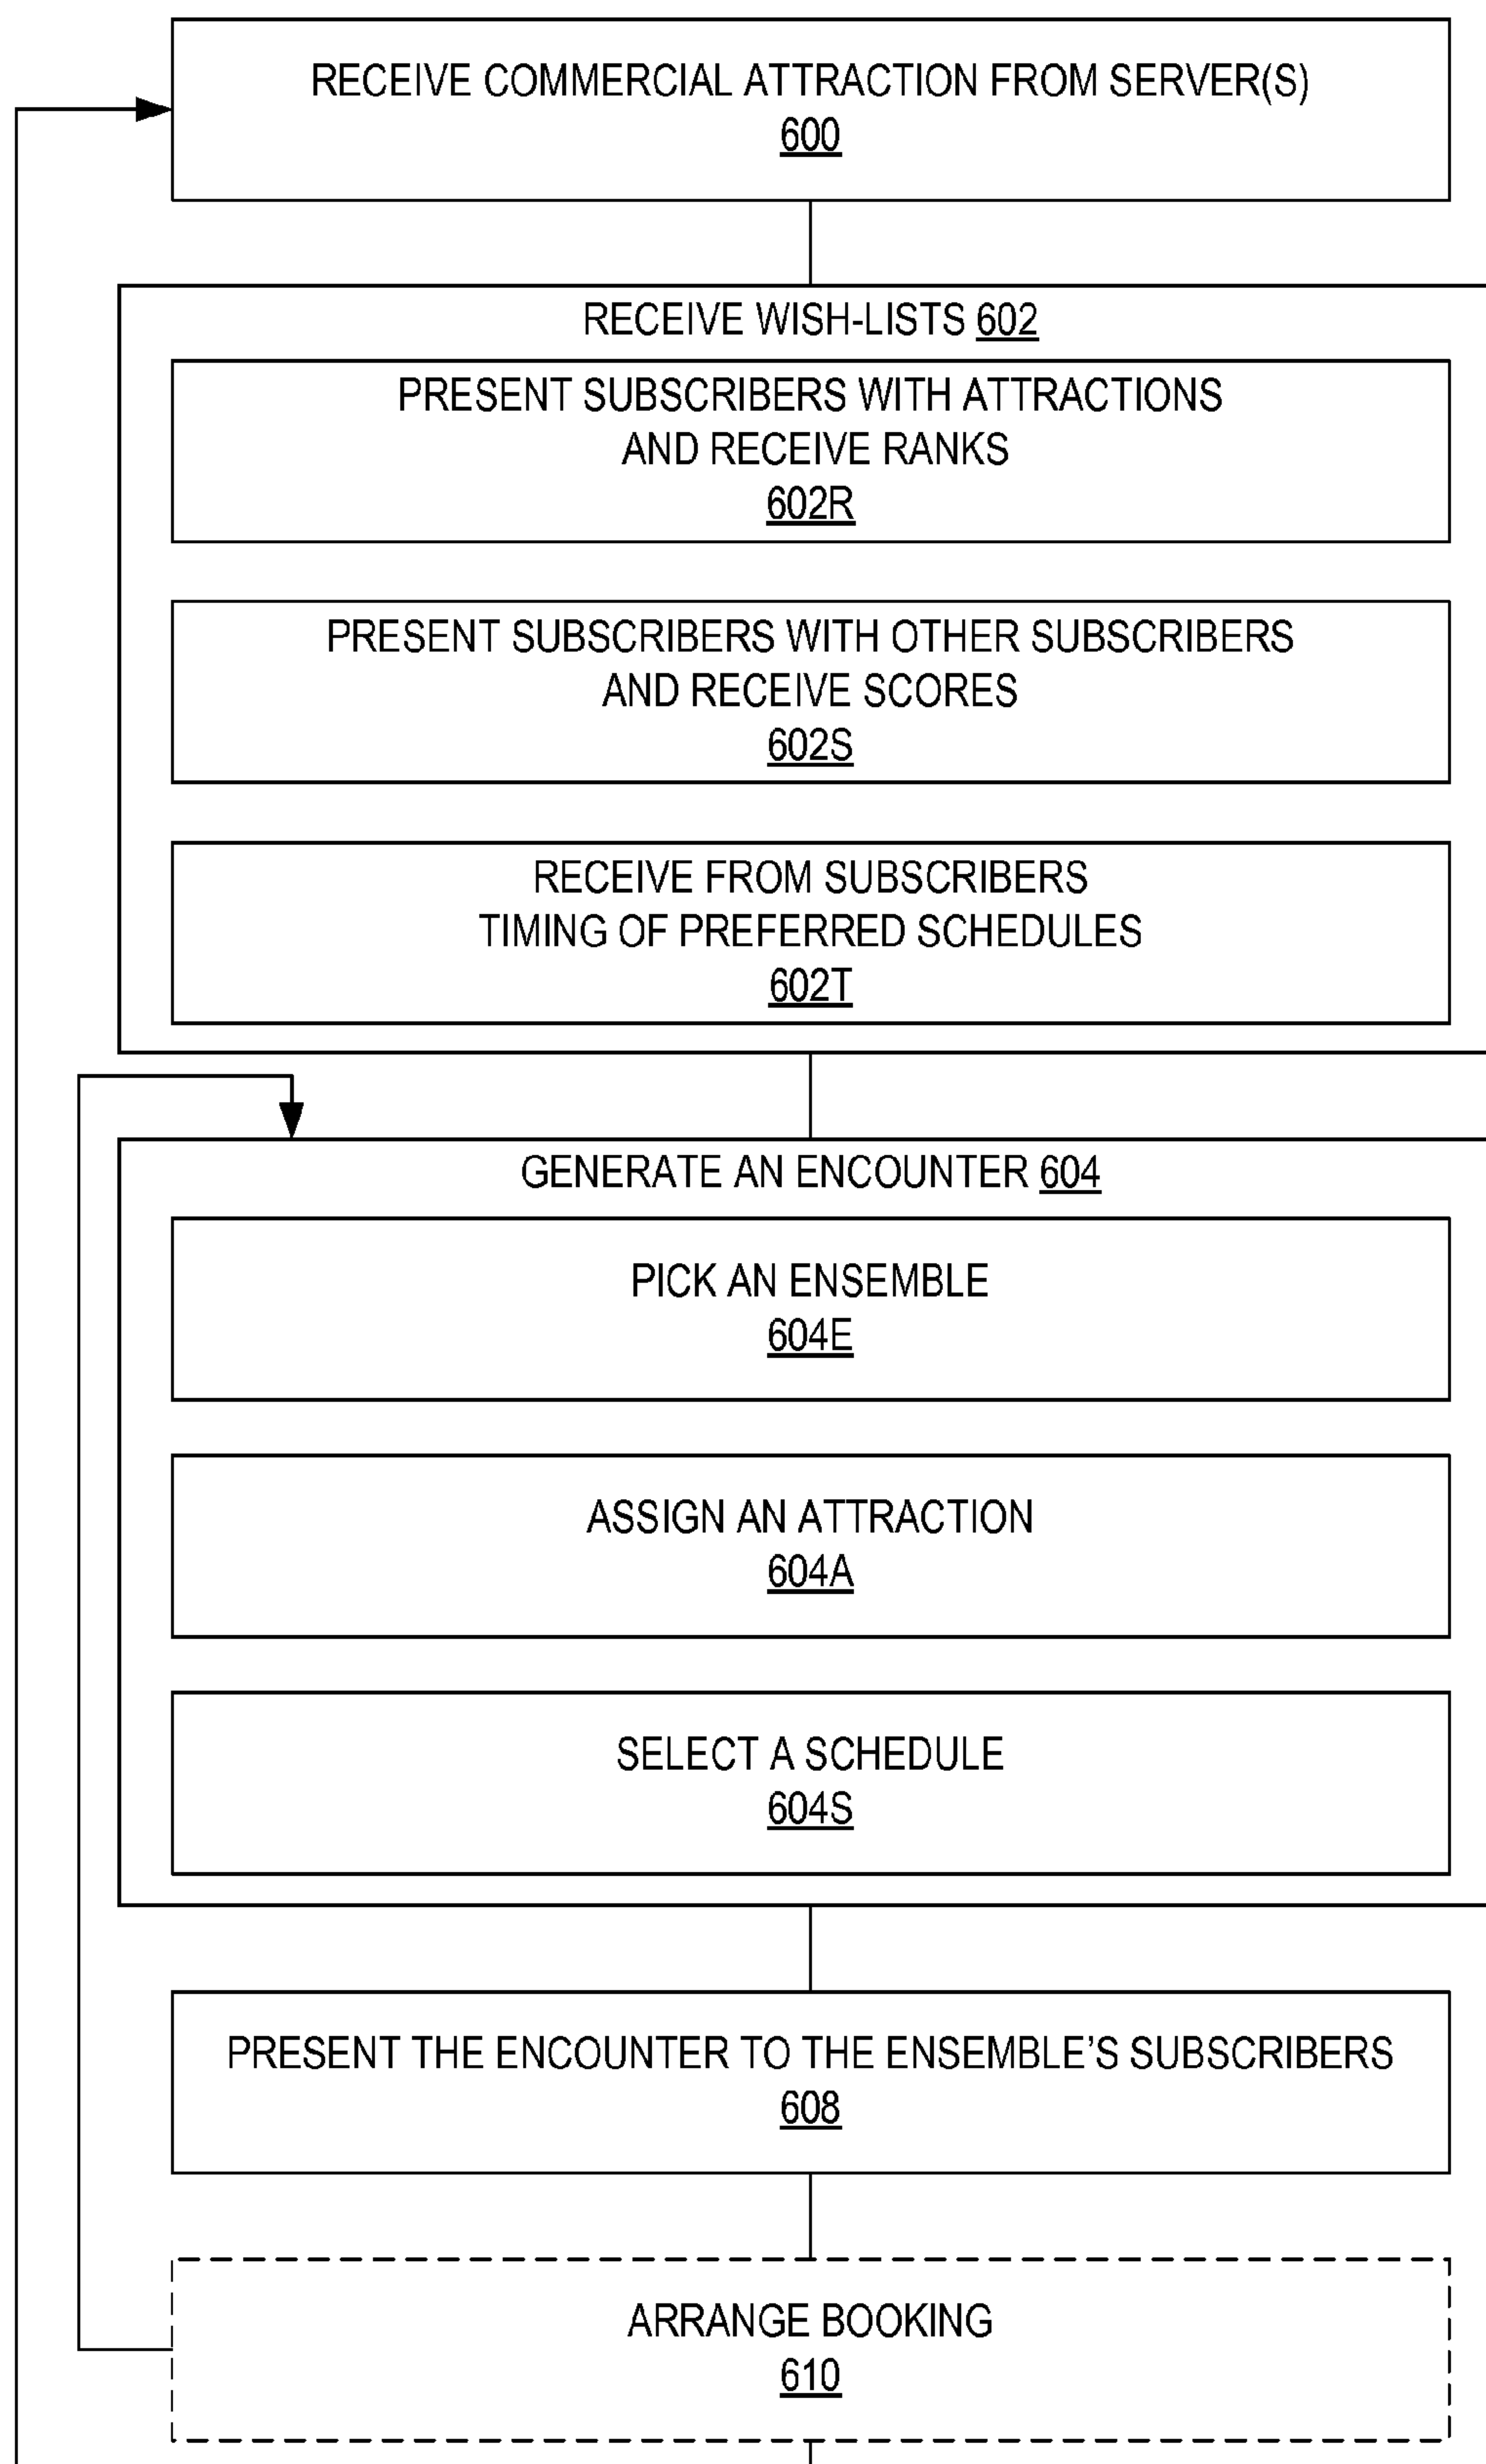 RECEIVE COMMERCIAL ATTRACTION FROM SERVER(S)
600
RECEIVE WISH-LISTS 602
PRESENT SUBSCRIBERS WITH ATTRACTIONS
AND RECEIVE RANKS
602R
PRESENT SUBSCRIBERS WITH OTHER SUBSCRIBERS
AND RECEIVE SCORES
602S
RECEIVE FROM SUBSCRIBERS
TIMING OF PREFERRED SCHEDULES
602T
GENERATE AN ENCOUNTER 604
PICK AN ENSEMBLE
604E
ASSIGN AN ATTRACTION
604A
SELECT A SCHEDULE
604S
PRESENT THE ENCOUNTER TO THE ENSEMBLE’S SUBSCRIBERS
608
ARRANGE BOOKING
610